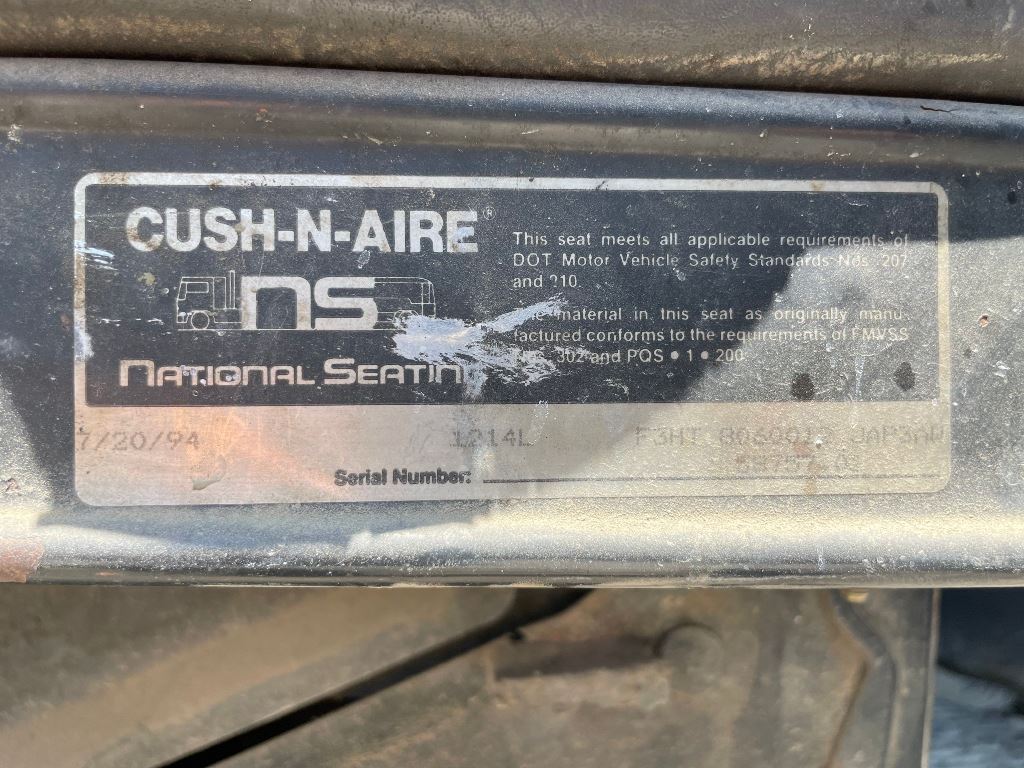 CUSH-N-AIRE®
ns
NATIONAL SEATIN
This seat meets all applicable requirements of
DOT Motor Vehicle Safety Standards Nos. 207
and 210.
material in this seat as originally manu-
factured conforms to the requirements of FMVSS
302 and PQS • 1 • 200
7/20/94 1214L F3HT
Serial Number: